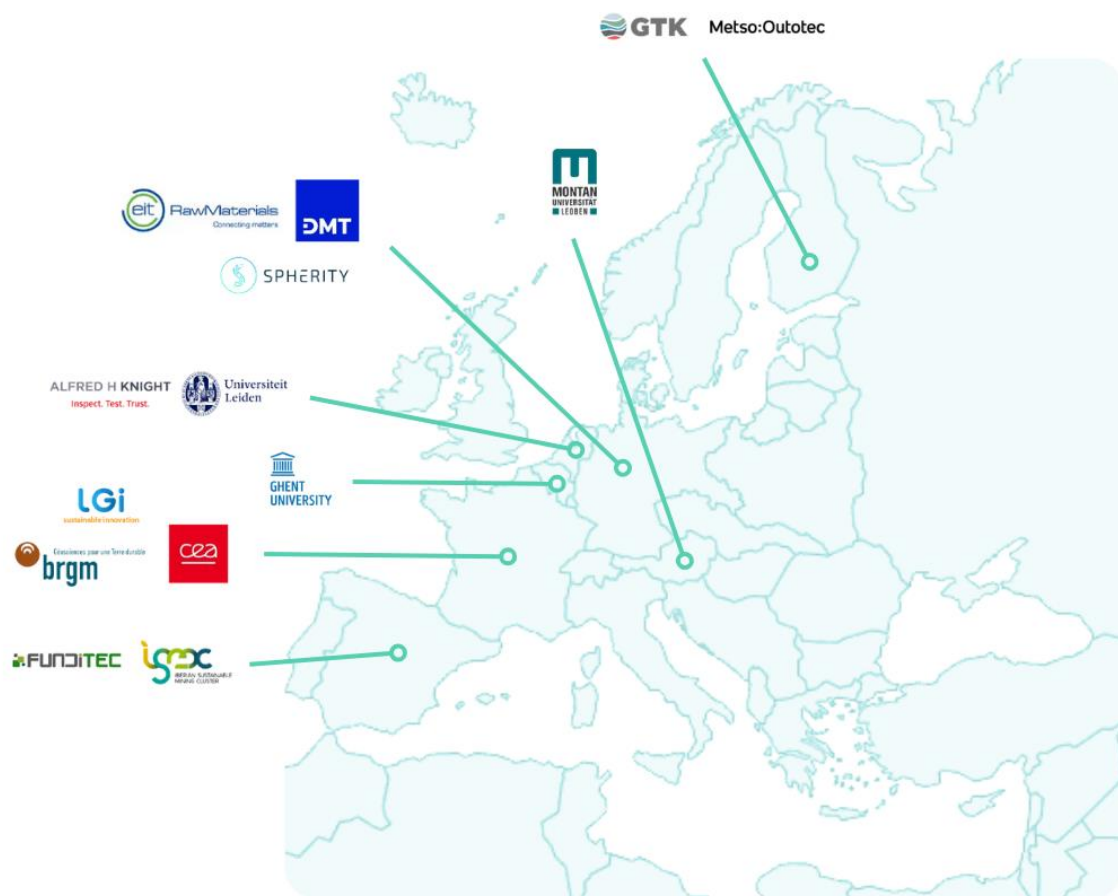 GTK Metso:Outotec
MONTAN
UNIVERSITÄT
LEOBEN
eit RawMaterials
Connecting matters
DMT
SPHERITY
ALFRED H KNIGHT
Inspect. Test. Trust.
Universiteit
Leiden
GHENT
UNIVERSITY
LGi
sustainable innovation
Géosciences pour une Terre durable
brgm
cea
FUNDITEC
ismc
IBERIAN SUSTAINABLE
MINING CLUSTER